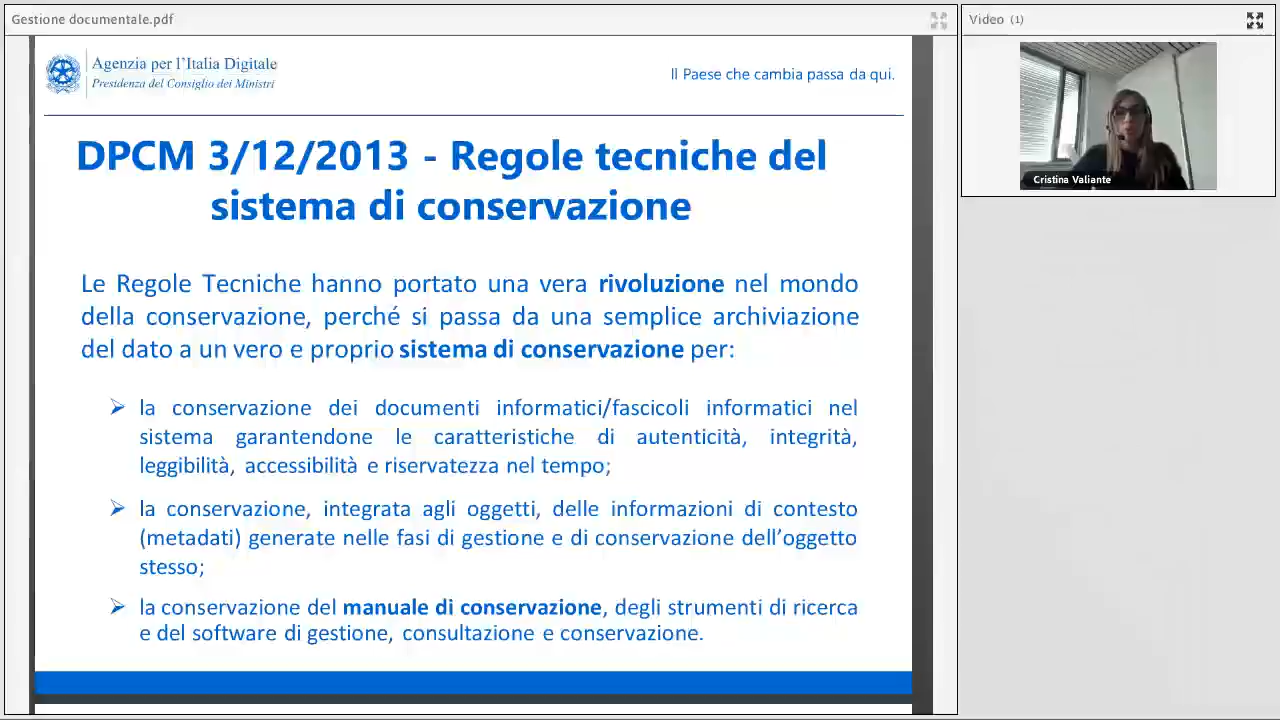 Gestione documentale.pdf
Video (1)
Agenzia per l'Italia Digitale
Presidenza del Consiglio dei Ministri
Il Paese che cambia passa da qui.
DPCM 3/12/2013 - Regole tecniche del
sistema di conservazione
Le Regole Tecniche hanno portato una vera rivoluzione nel mondo
della conservazione, perché si passa da una semplice archiviazione
del dato a un vero e proprio sistema di conservazione per:
➢ la conservazione dei documenti informatici/fascicoli informatici nel
sistema garantendone le caratteristiche di autenticità, integrità,
leggibilità, accessibilità e riservatezza nel tempo;
➢ la conservazione, integrata agli oggetti, delle informazioni di contesto
(metadati) generate nelle fasi di gestione e di conservazione dell'oggetto
stesso;
➢ la conservazione del manuale di conservazione, degli strumenti di ricerca
e del software di gestione, consultazione e conservazione.
Cristina Valiante